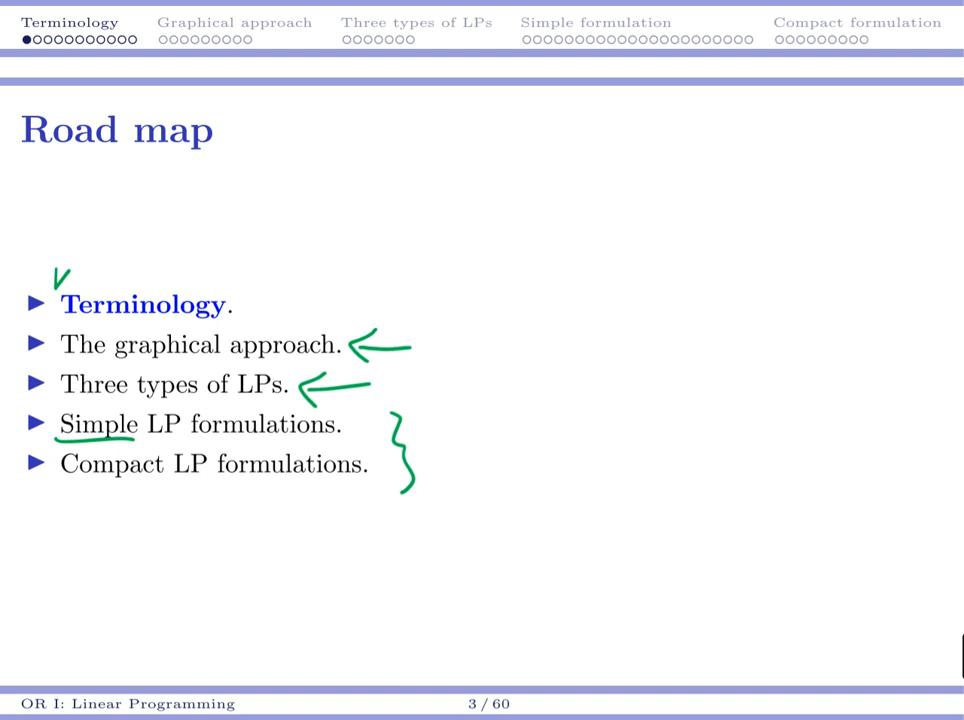 Terminology Graphical approach Three types of LPs Simple formulation Compact formulation
Road map
Terminology.
The graphical approach.
Three types of LPs.
Simple LP formulations.
Compact LP formulations.
OR I: Linear Programming 3 / 60